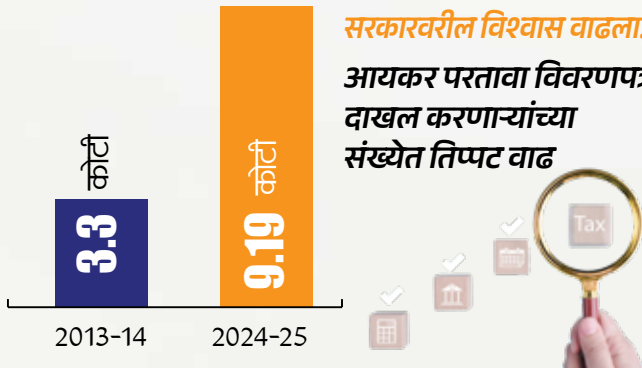 सरकारवरील विश्वास वाढला
आयकर परतावा विवरणपत्र
दाखल करणाऱ्यांच्या
संख्येत तिप्पट वाढ
3.3 कोटी
9.19 कोटी
Tax
2013-14
2024-25